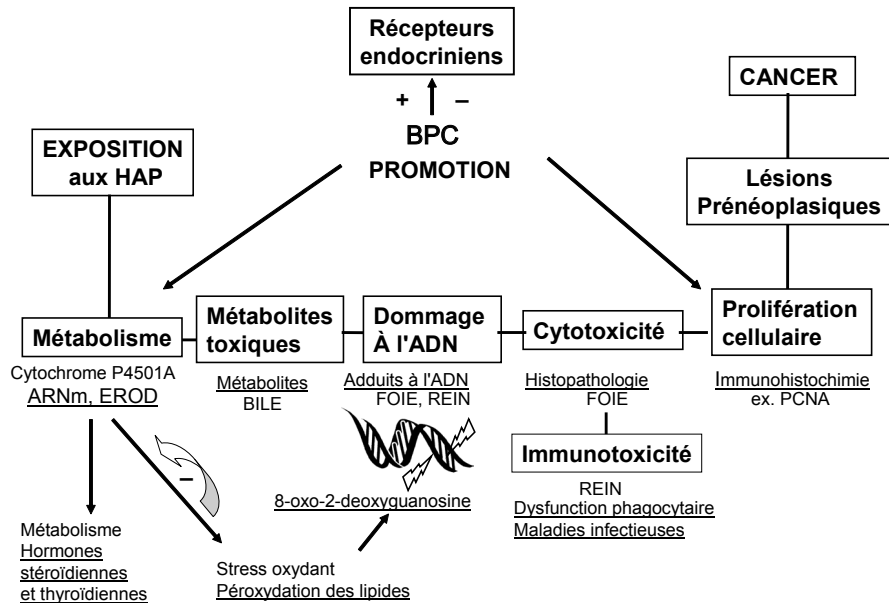 Récepteurs
endocriniens
+ –
BPC
PROMOTION
CANCER
EXPOSITION
aux HAP
Lésions
Prénéoplasiques
Métabolisme
Métabolites
toxiques
Dommage
À l'ADN
Cytotoxicité
Prolifération
cellulaire
Cytochrome P4501A
ARNm, EROD
Métabolites
BILE
Adduits à l'ADN
FOIE, REIN
Histopathologie
FOIE
Immunohistochimie
ex. PCNA
Immunotoxicité
REIN
Dysfunction phagocytaire
Maladies infectieuses
–
8-oxo-2-deoxyguanosine
Métabolisme
Hormones
stéroïdiennes
et thyroïdiennes
Stress oxydant
Péroxydation des lipides